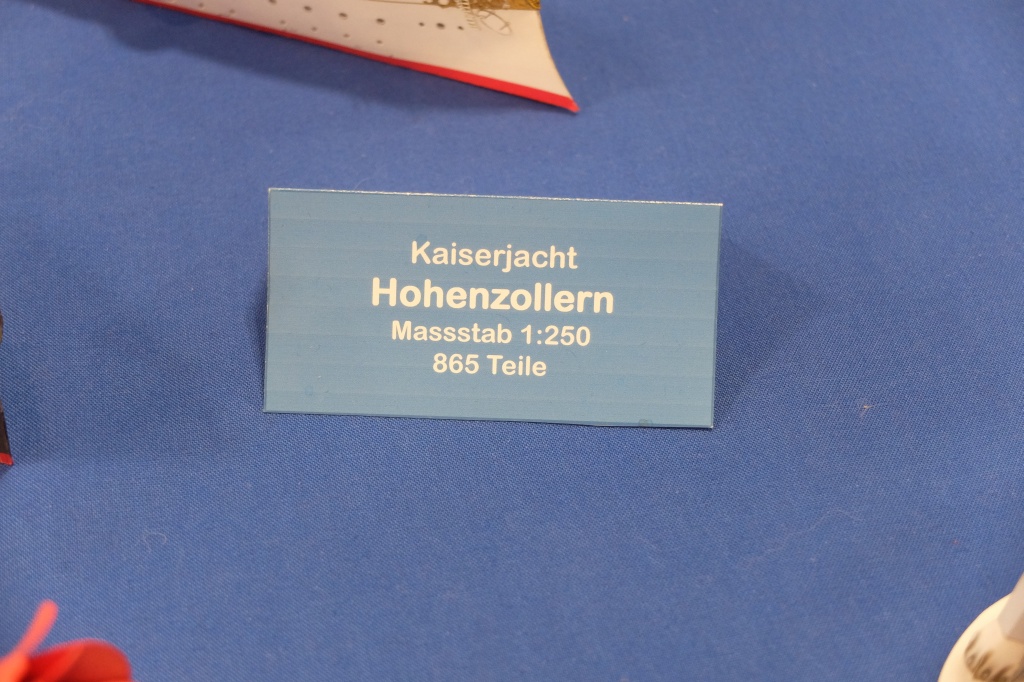 Kaiserjacht
Hohenzollern
Massstab 1:250
865 Teile